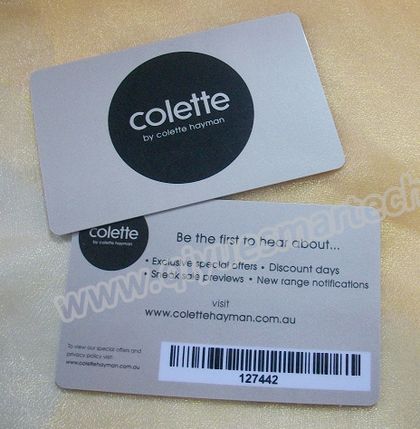 colette
by colette hayman
colette
by colette hayman
Be the first to hear about...
• Exclusive special offers • Discount days
• Sneak sale previews • New range notifications
visit
www.colettehayman.com.au
To view our special offers and
privacy policy visit:
www.colettehayman.com
127442